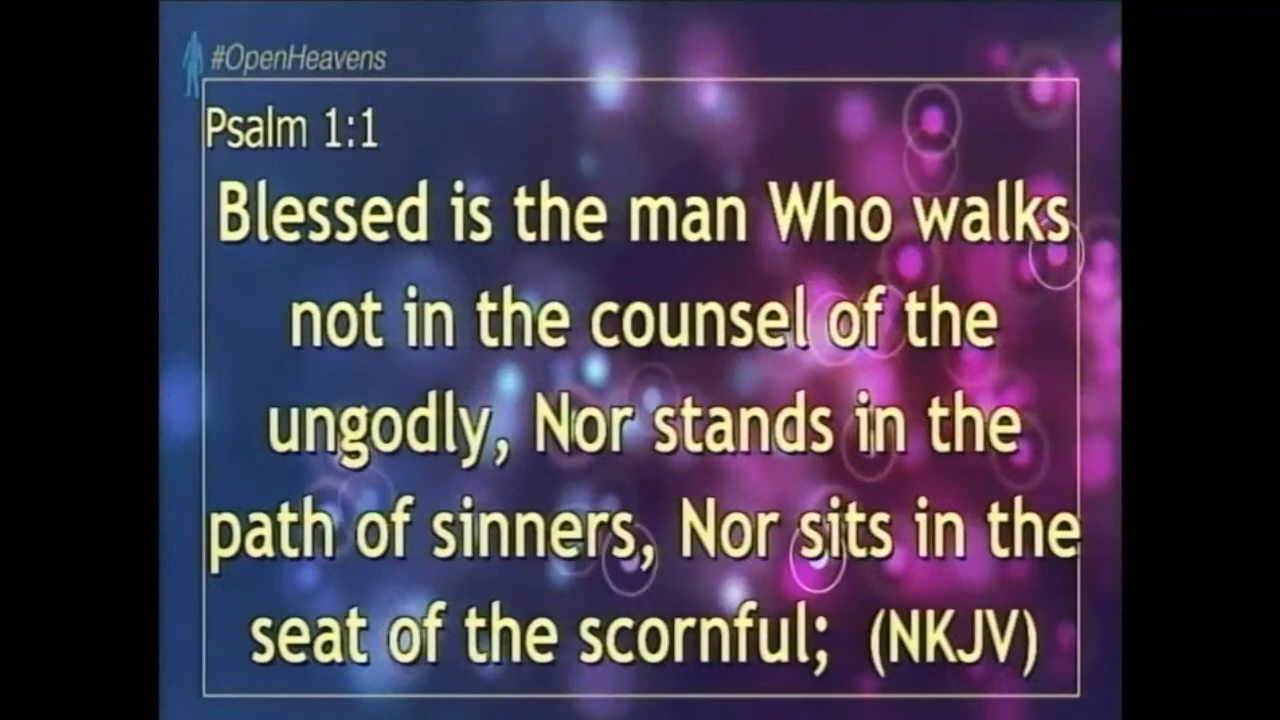 #OpenHeavens
Psalm 1:1
Blessed is the man Who walks
not in the counsel of the
ungodly, Nor stands in the
path of sinners, Nor sits in the
seat of the scornful; (NKJV)